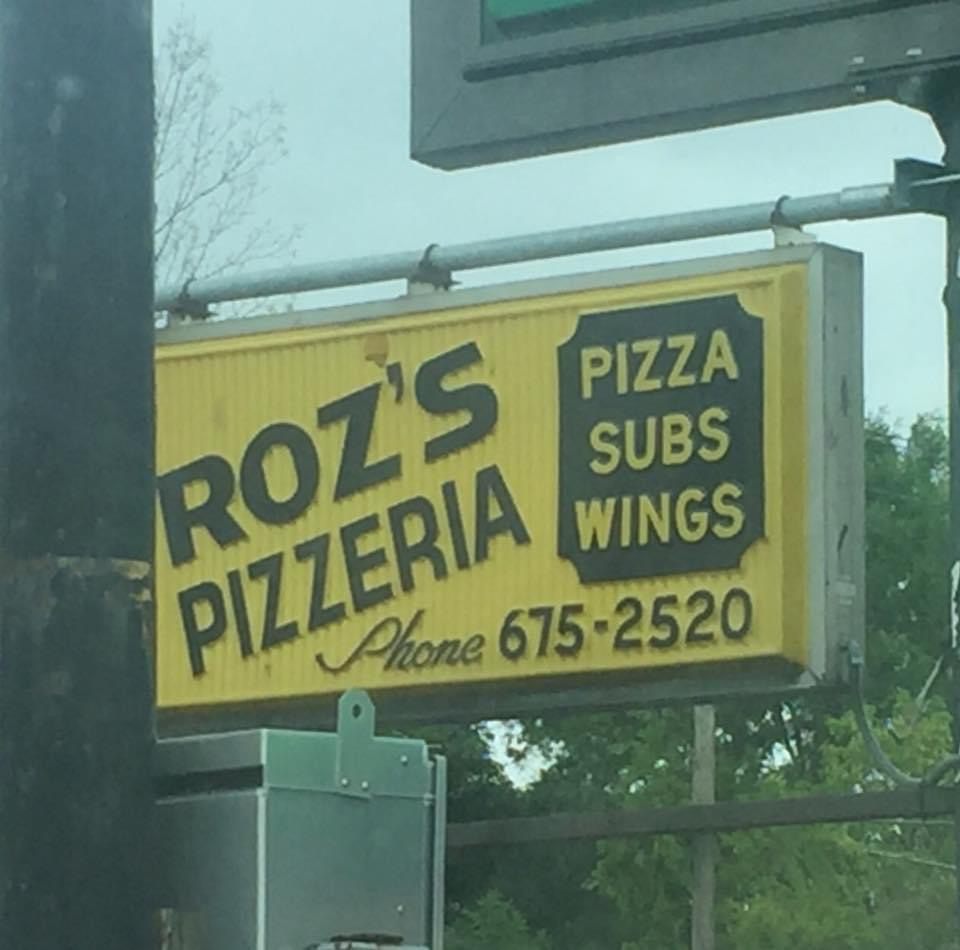 ROZ'S
PIZZERIA
Phone 675-2520
PIZZA
SUBS
WINGS